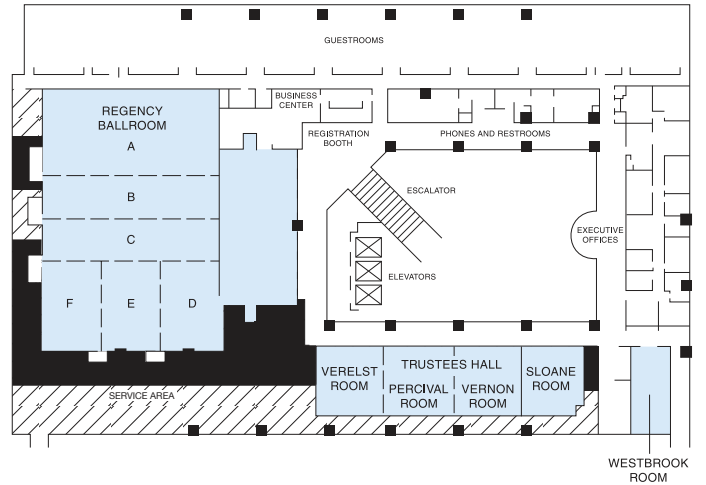 GUESTROOMS
BUSINESS
CENTER
REGENCY
BALLROOM
A
REGISTRATION
BOOTH
PHONES AND RESTROOMS
B
ESCALATOR
C
EXECUTIVE
OFFICES
ELEVATORS
F
E
D
VERELST
ROOM
TRUSTEES HALL
PERCIVAL
ROOM
VERNON
ROOM
SLOANE
ROOM
SERVICE AREA
WESTBROOK
ROOM